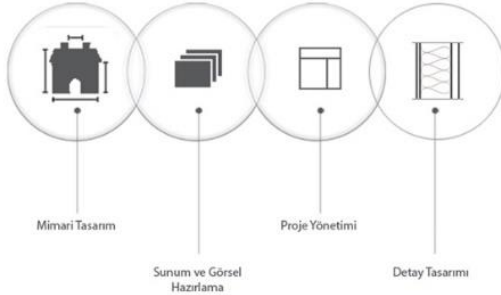 Mimari Tasarım
Sunum ve Görsel
Hazırlama
Proje Yönetimi
Detay Tasarımı